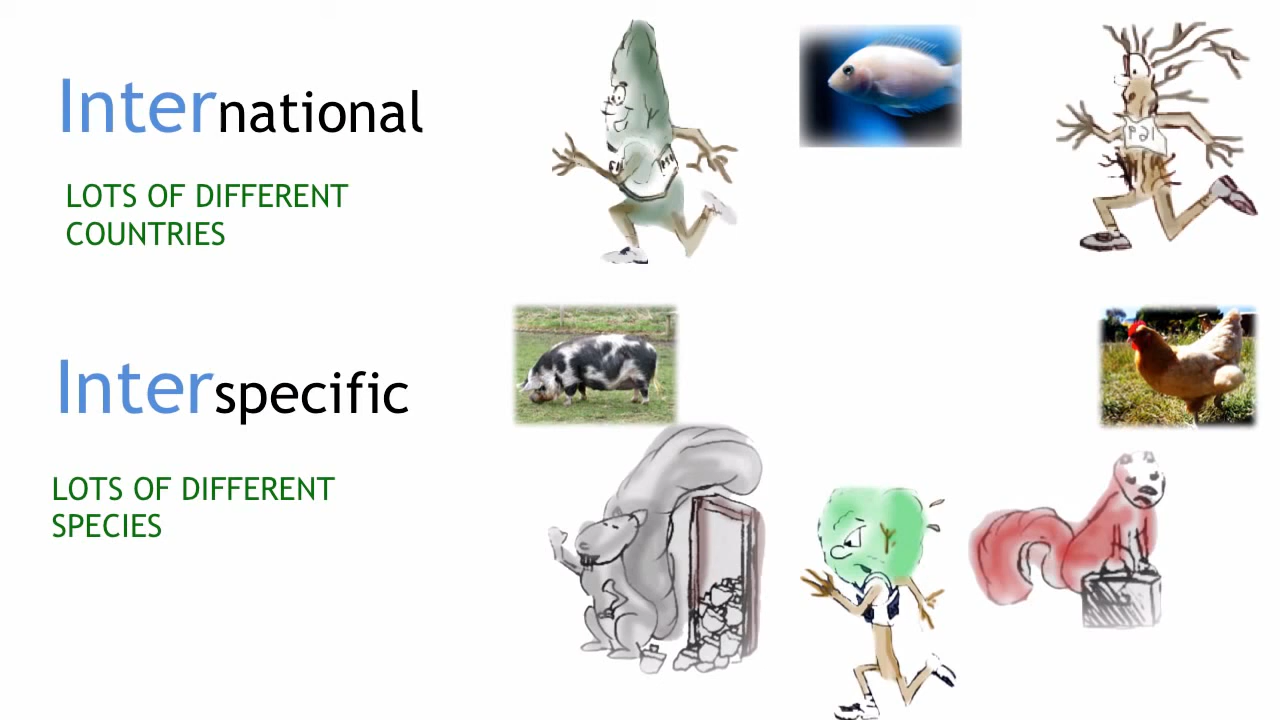 International
LOTS OF DIFFERENT
COUNTRIES
Interspecific
LOTS OF DIFFERENT
SPECIES